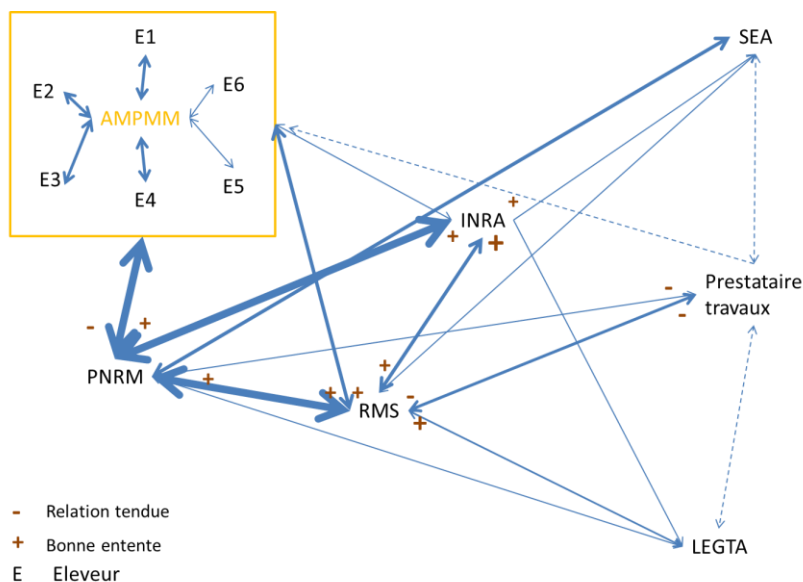 E1
SEA
E2
E6
AMPMM
E3
E5
E4
+
INRA
+
+
-
Prestataire
travaux
-
-
+
+
PNRM
+
+
+
-
RMS
+
- Relation tendue
+ Bonne entente
LEGTA
E Eleveur